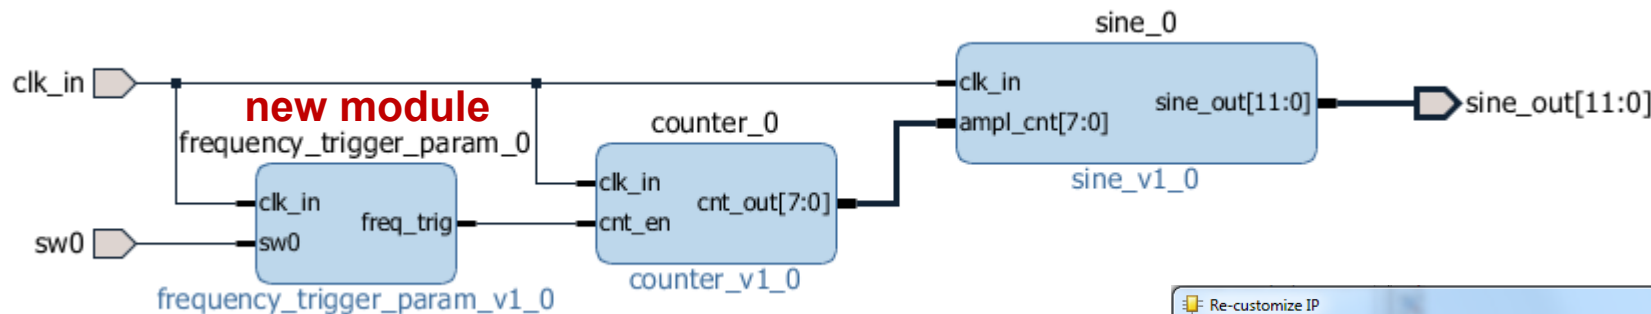 sine_0
clk_in
clk_in
sine_out[11:0]
sine_out[11:0]
ampl_cnt[7:0]
sine_v1_0
new module
frequency_trigger_param_0
counter_0
clk_in
cnt_out[7:0]
cnt_en
counter_v1_0
clk_in
freq_trig
sw0
sw0
frequency_trigger_param_v1_0
Re-customize IP